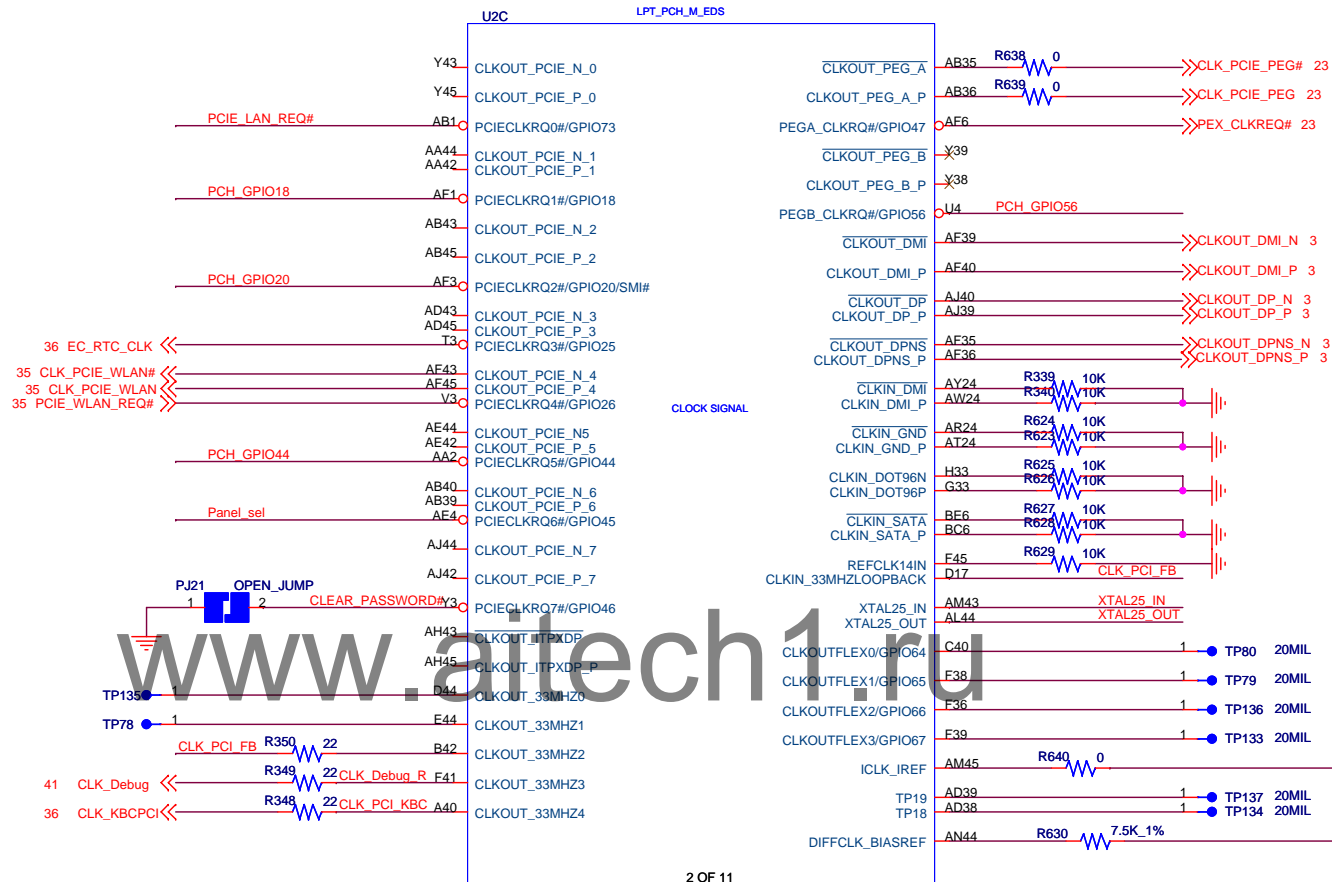 U2C
LPT_PCH_M_EDS
Y43 CLKOUT_PCIE_N_0
Y45 CLKOUT_PCIE_P_0
PCIE_LAN_REQ# AB1 PCIECLKRQ0#/GPIO73
AA44 CLKOUT_PCIE_N_1
AA42 CLKOUT_PCIE_P_1
PCH_GPIO18 AF1 PCIECLKRQ1#/GPIO18
AB43 CLKOUT_PCIE_N_2
AB45 CLKOUT_PCIE_P_2
PCH_GPIO20 AF3 PCIECLKRQ2#/GPIO20/SMI#
AD43 CLKOUT_PCIE_N_3
AD45 CLKOUT_PCIE_P_3
36 EC_RTC_CLK T3 PCIECLKRQ3#/GPIO25
35 CLK_PCIE_WLAN# AF43 CLKOUT_PCIE_N_4
35 CLK_PCIE_WLAN AF45 CLKOUT_PCIE_P_4
35 PCIE_WLAN_REQ# V3 PCIECLKRQ4#/GPIO26
AE44 CLKOUT_PCIE_N5
AE42 CLKOUT_PCIE_P_5
PCH_GPIO44 AA2 PCIECLKRQ5#/GPIO44
AB40 CLKOUT_PCIE_N_6
AB39 CLKOUT_PCIE_P_6
Panel_sel AE4 PCIECLKRQ6#/GPIO45
AJ44 CLKOUT_PCIE_N_7
AJ42 CLKOUT_PCIE_P_7
PJ21 OPEN_JUMP
1 2 CLEAR_PASSWORD# Y3 PCIECLKRQ7#/GPIO46
AH43 CLKOUT_ITPXDP
AH45 CLKOUT_ITPXDP_P
TP135 1 D44 CLKOUT_33MHZ0
TP78 1 E44 CLKOUT_33MHZ1
CLK_PCI_FB R350 22 B42 CLKOUT_33MHZ2
41 CLK_Debug R349 22 CLK_Debug_R F41 CLKOUT_33MHZ3
36 CLK_KBCPCI R348 22 CLK_PCI_KBC A40 CLKOUT_33MHZ4
CLOCK SIGNAL
CLKOUT_PEG_A AB35 R638 0 CLK_PCIE_PEG# 23
CLKOUT_PEG_A_P AB36 R639 0 CLK_PCIE_PEG 23
PEGA_CLKRQ#/GPIO47 AF6 PEX_CLKREQ# 23
CLKOUT_PEG_B Y39
CLKOUT_PEG_B_P Y38
PEGB_CLKRQ#/GPIO56 U4 PCH_GPIO56
CLKOUT_DMI AF39 CLKOUT_DMI_N 3
CLKOUT_DMI_P AF40 CLKOUT_DMI_P 3
CLKOUT_DP AJ40 CLKOUT_DP_N 3
CLKOUT_DP_P AJ39 CLKOUT_DP_P 3
CLKOUT_DPNS AF35 CLKOUT_DPNS_N 3
CLKOUT_DPNS_P AF36 CLKOUT_DPNS_P 3
CLKIN_DMI AY24 R339 10K
CLKIN_DMI_P AW24 R340 10K
CLKIN_GND AR24 R624 10K
CLKIN_GND_P AT24 R623 10K
CLKIN_DOT96N H33 R625 10K
CLKIN_DOT96P G33 R626 10K
CLKIN_SATA BE6 R627 10K
CLKIN_SATA_P BC6 R628 10K
REFCLK14IN F45 R629 10K
CLKIN_33MHZLOOPBACK D17 CLK_PCI_FB
XTAL25_IN AM43 XTAL25_IN
XTAL25_OUT AL44 XTAL25_OUT
CLKOUTFLEX0/GPIO64 C40 1 TP80 20MIL
CLKOUTFLEX1/GPIO65 F38 1 TP79 20MIL
CLKOUTFLEX2/GPIO66 F36 1 TP136 20MIL
CLKOUTFLEX3/GPIO67 F39 1 TP133 20MIL
ICLK_IREF AM45 R640 0
TP19 AD39 1 TP137 20MIL
TP18 AD38 1 TP134 20MIL
DIFFCLK_BIASREF AN44 R630 7.5K_1%
2 OF 11
www.aitech1.ru